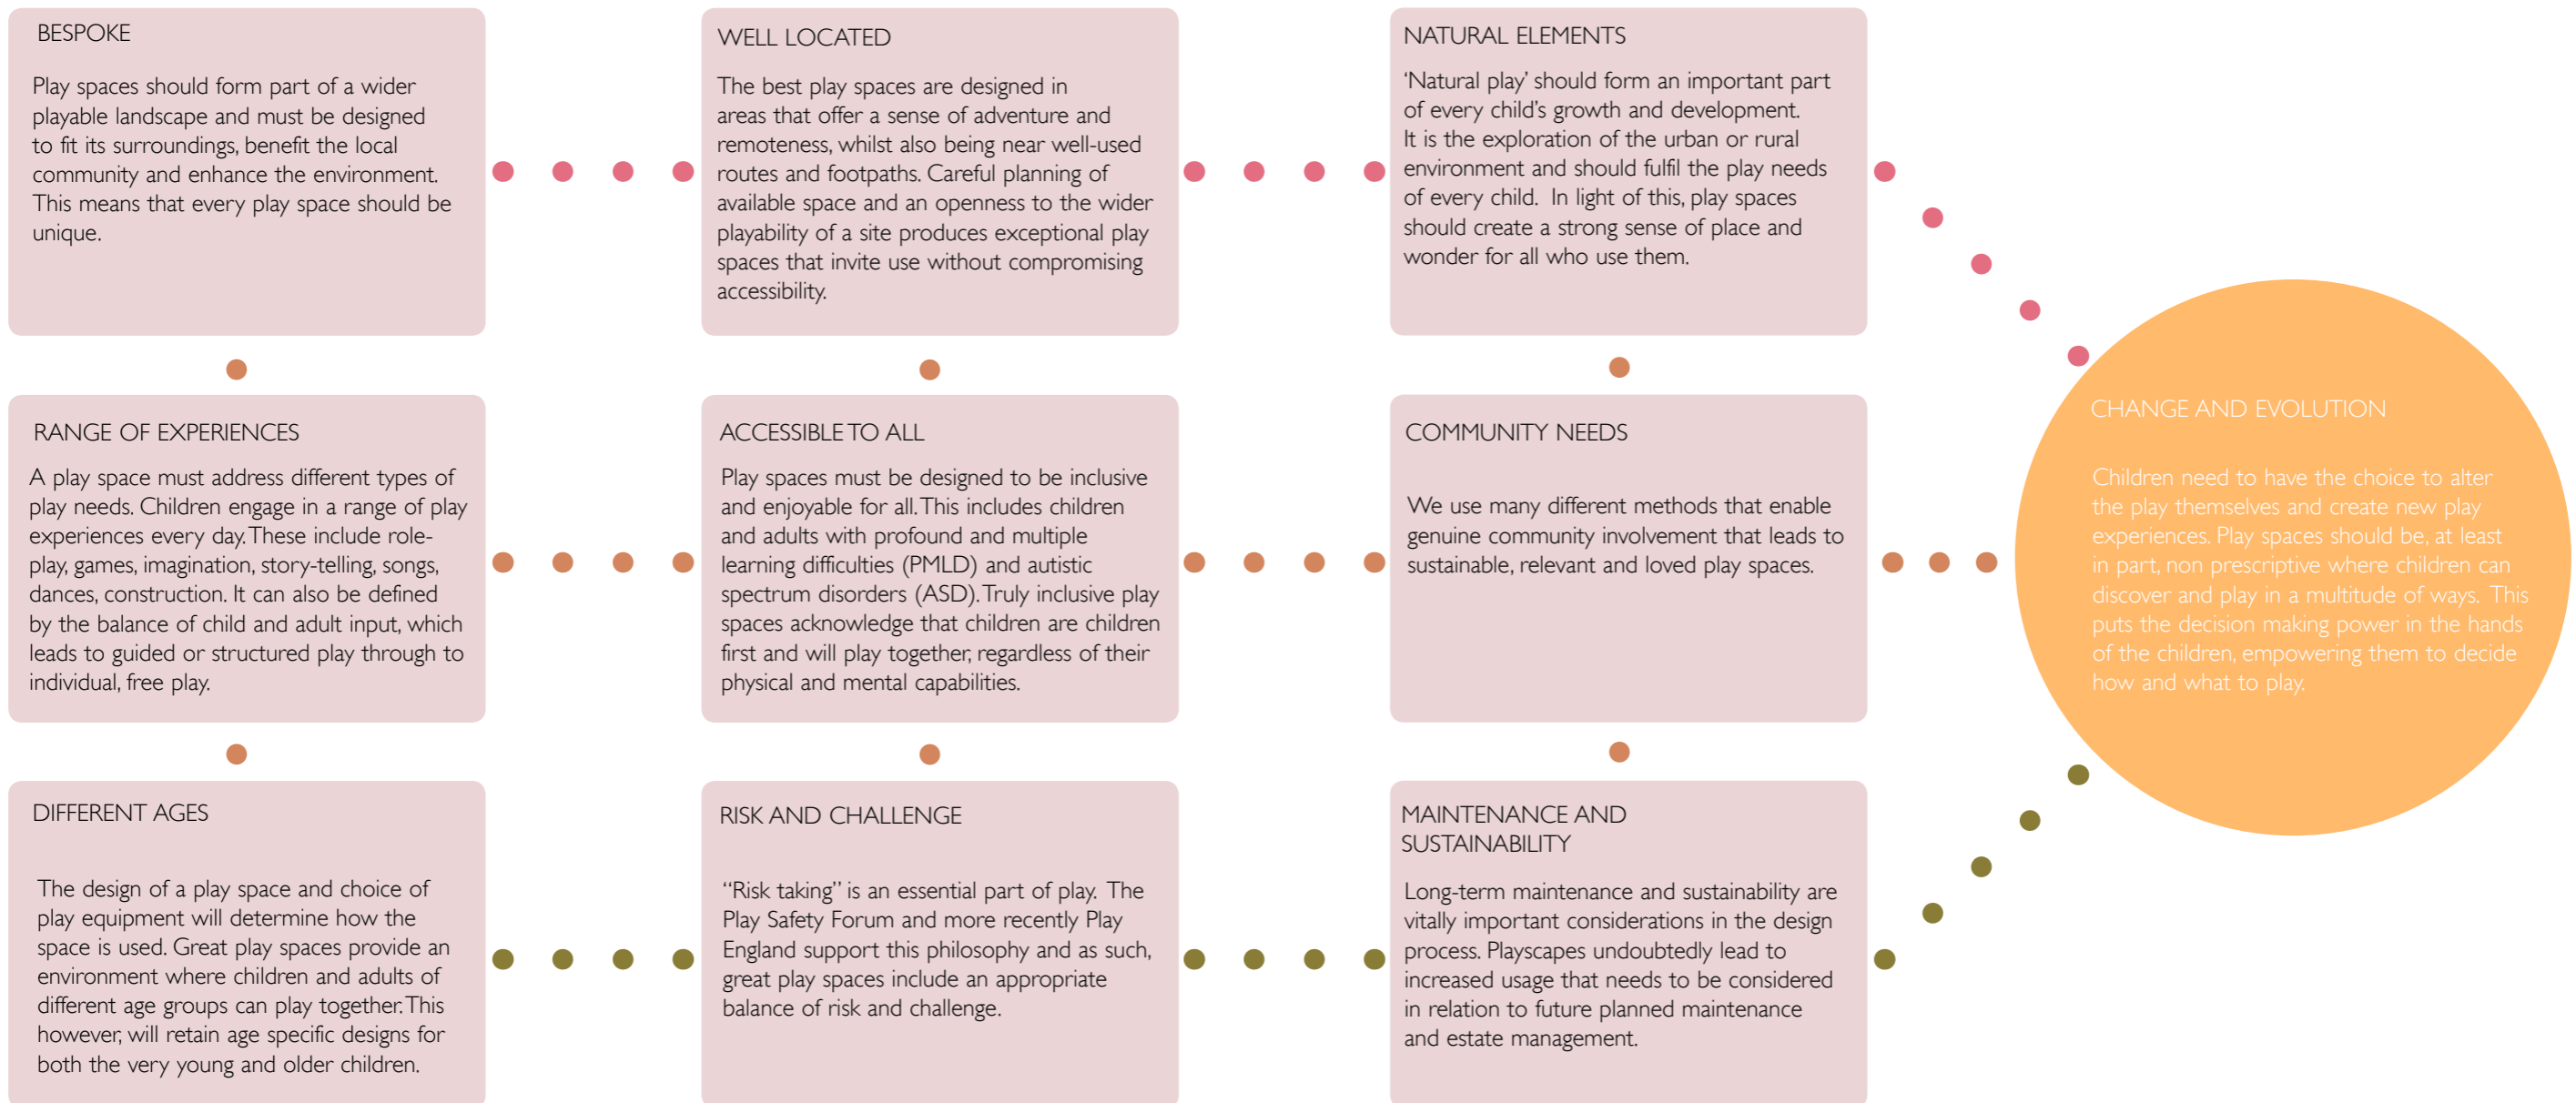 BESPOKE
Play spaces should form part of a wider
playable landscape and must be designed
to fit its surroundings, benefit the local
community and enhance the environment.
This means that every play space should be
unique.
WELL LOCATED
The best play spaces are designed in
areas that offer a sense of adventure and
remoteness, whilst also being near well-used
routes and footpaths. Careful planning of
available space and an openness to the wider
playability of a site produces exceptional play
spaces that invite use without compromising
accessibility.
NATURAL ELEMENTS
‘Natural play’ should form an important part
of every child’s growth and development.
It is the exploration of the urban or rural
environment and should fulfil the play needs
of every child. In light of this, play spaces
should create a strong sense of place and
wonder for all who use them.
RANGE OF EXPERIENCES
A play space must address different types of
play needs. Children engage in a range of play
experiences every day. These include role-
play, games, imagination, story-telling, songs,
dances, construction. It can also be defined
by the balance of child and adult input, which
leads to guided or structured play through to
individual, free play.
ACCESSIBLE TO ALL
Play spaces must be designed to be inclusive
and enjoyable for all. This includes children
and adults with profound and multiple
learning difficulties (PMLD) and autistic
spectrum disorders (ASD). Truly inclusive play
spaces acknowledge that children are children
first and will play together, regardless of their
physical and mental capabilities.
COMMUNITY NEEDS
We use many different methods that enable
genuine community involvement that leads to
sustainable, relevant and loved play spaces.
CHANGE AND EVOLUTION
Children need to have the choice to alter
the play themselves and create new play
experiences. Play spaces should be, at least
in part, non prescriptive where children can
discover and play in a multitude of ways. This
puts the decision making power in the hands
of the children, empowering them to decide
how and what to play.
DIFFERENT AGES
The design of a play space and choice of
play equipment will determine how the
space is used. Great play spaces provide an
environment where children and adults of
different age groups can play together. This
however, will retain age specific designs for
both the very young and older children.
RISK AND CHALLENGE
“Risk taking” is an essential part of play. The
Play Safety Forum and more recently Play
England support this philosophy and as such,
great play spaces include an appropriate
balance of risk and challenge.
MAINTENANCE AND
SUSTAINABILITY
Long-term maintenance and sustainability are
vitally important considerations in the design
process. Playscapes undoubtedly lead to
increased usage that needs to be considered
in relation to future planned maintenance
and estate management.